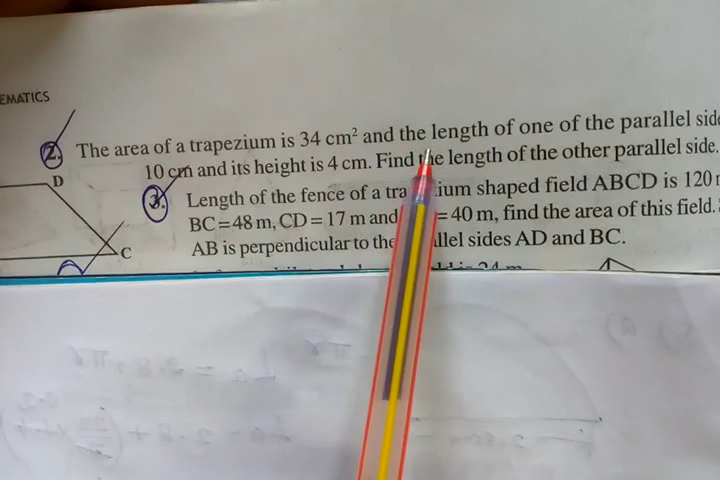 EMATICS
2. The area of a trapezium is 34 cm² and the length of one of the parallel side
10 cm and its height is 4 cm. Find the length of the other parallel side.
D
3. Length of the fence of a tra ium shaped field ABCD is 120
BC = 48 m, CD = 17 m and = 40 m, find the area of this field.
AB is perpendicular to the llel sides AD and BC.
C